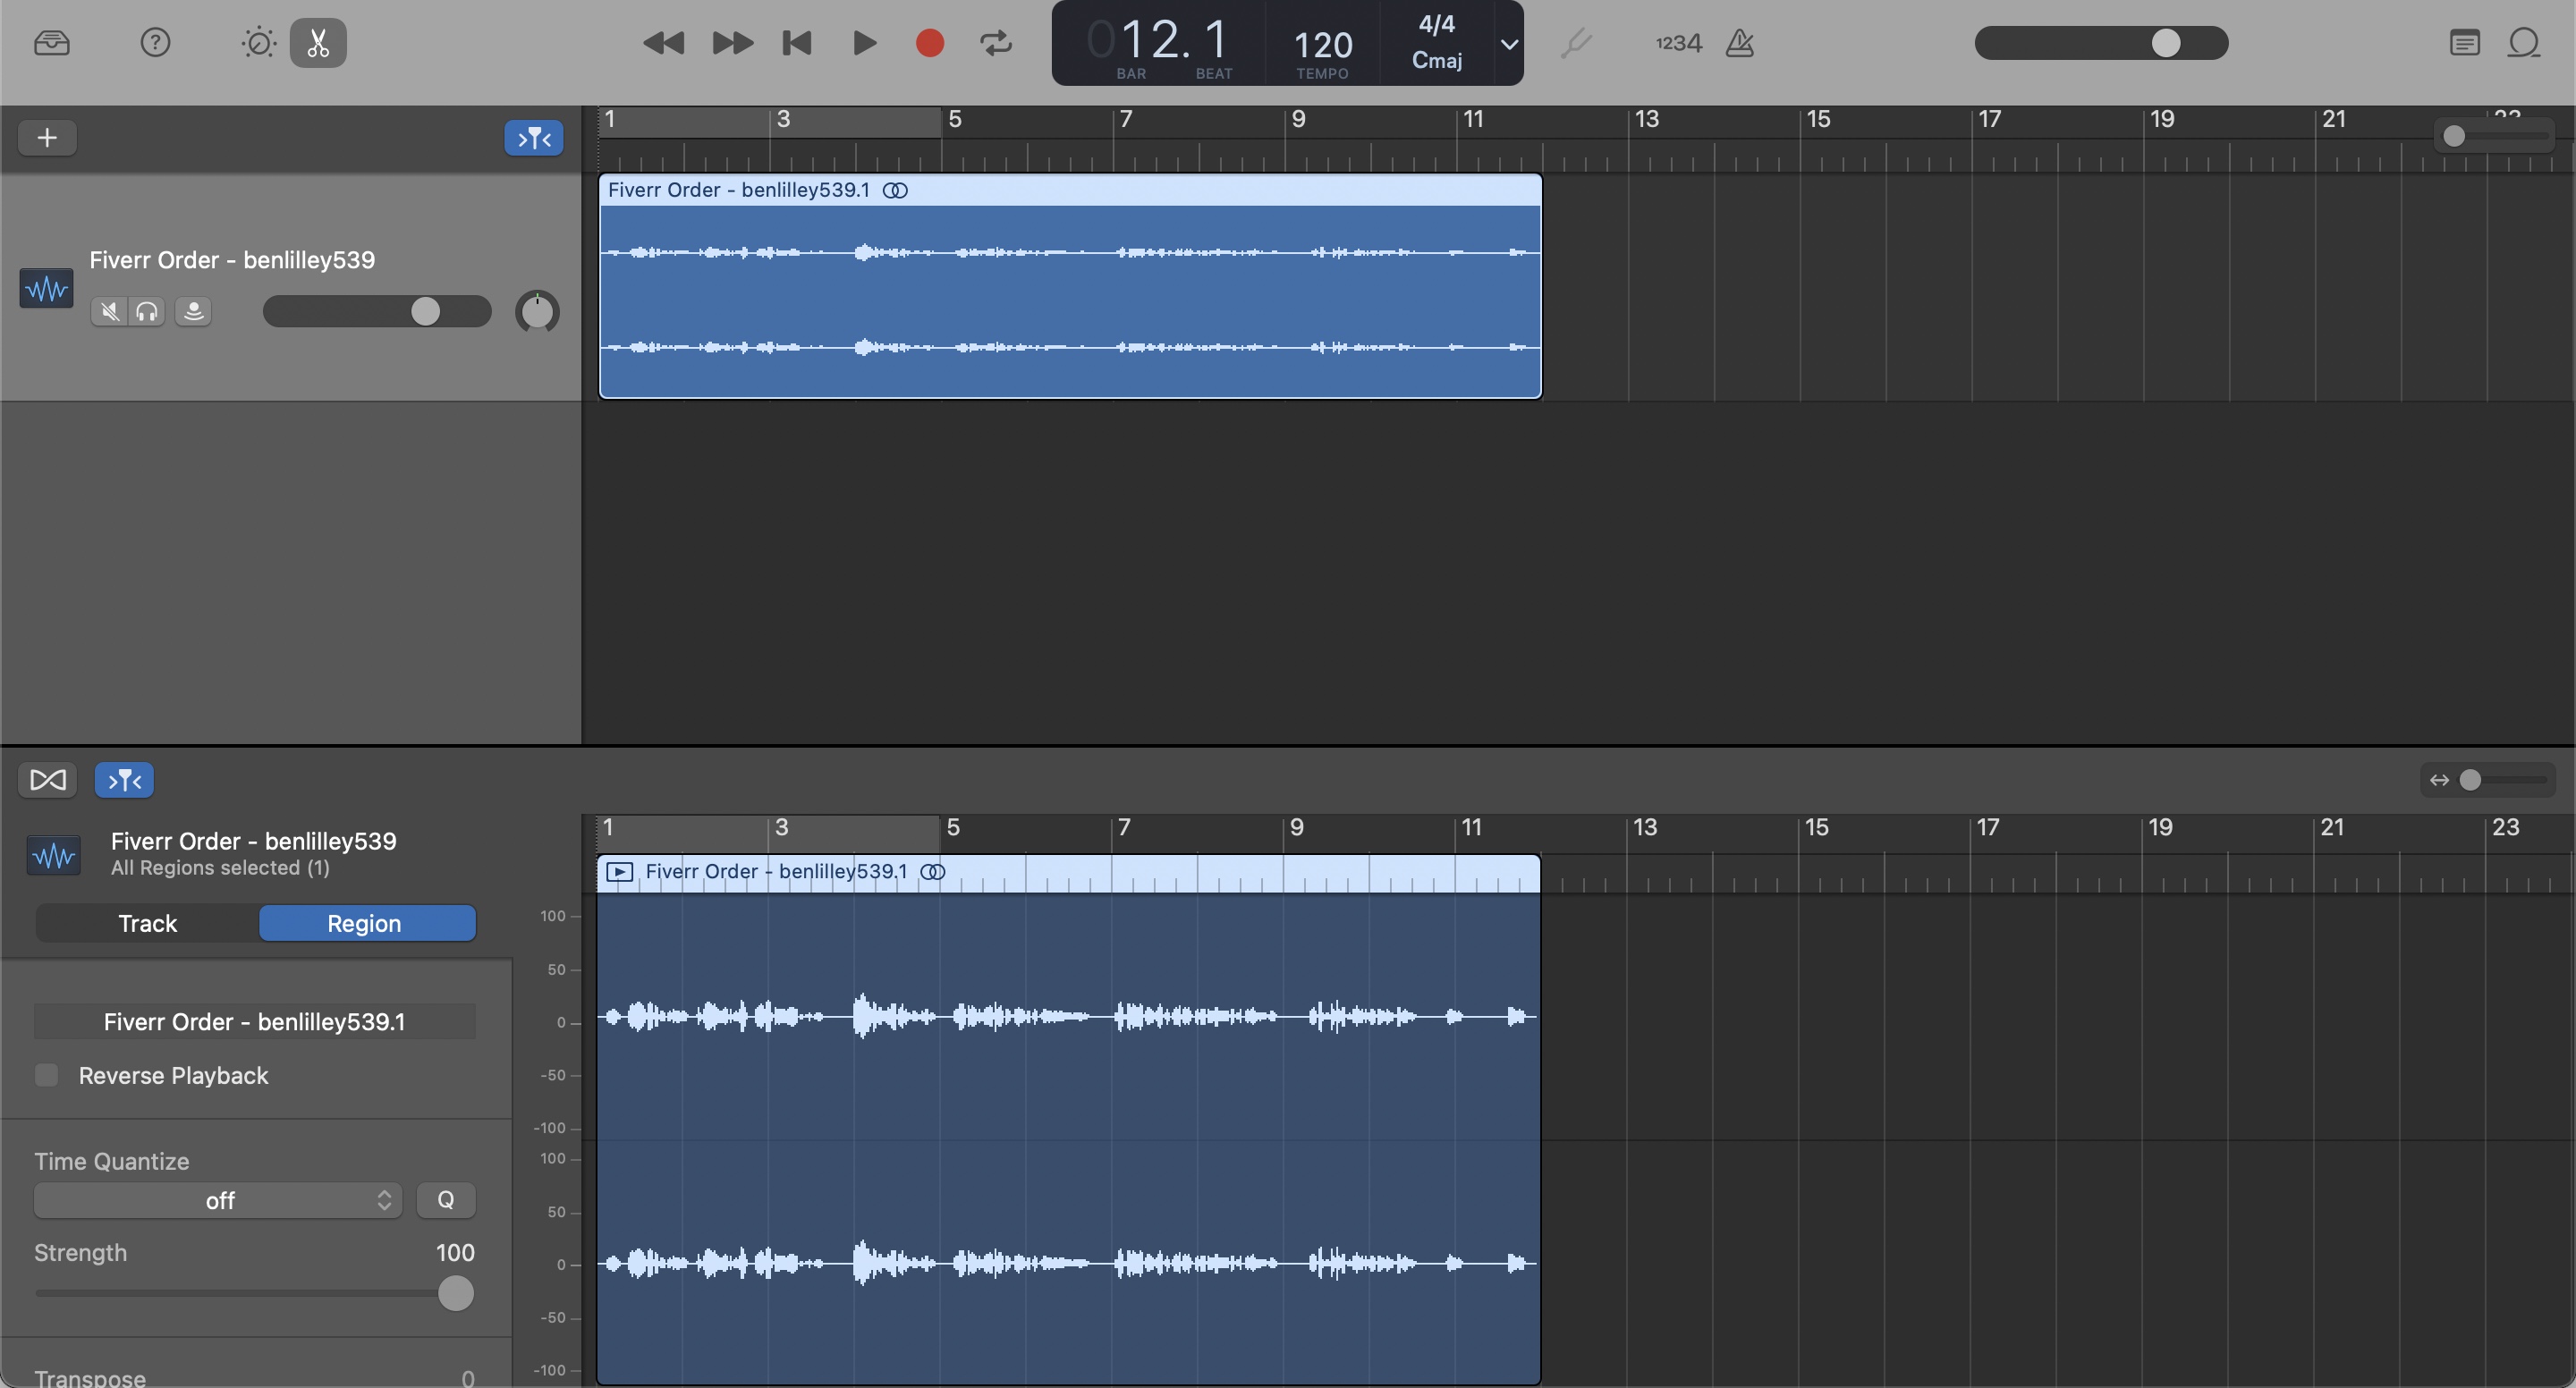 012.1
BAR BEAT
120
TEMPO
4/4
Cmaj
1234
1 3 5 7 9 11 13 15 17 19 21
Fiverr Order - benlilley539.1
Fiverr Order - benlilley539
1 3 5 7 9 11 13 15 17 19 21 23
Fiverr Order - benlilley539
All Regions selected (1)
Fiverr Order - benlilley539.1
Track Region
100
50
0
-50
-100
100
50
0
-50
-100
Fiverr Order - benlilley539.1
Reverse Playback
Time Quantize
off Q
Strength 100
Transpose 0